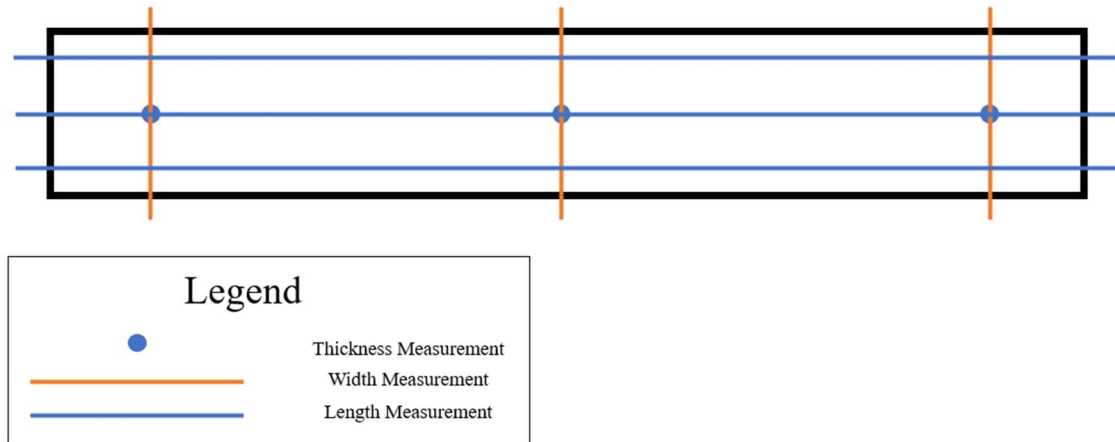 Legend
Thickness Measurement
Width Measurement
Length Measurement